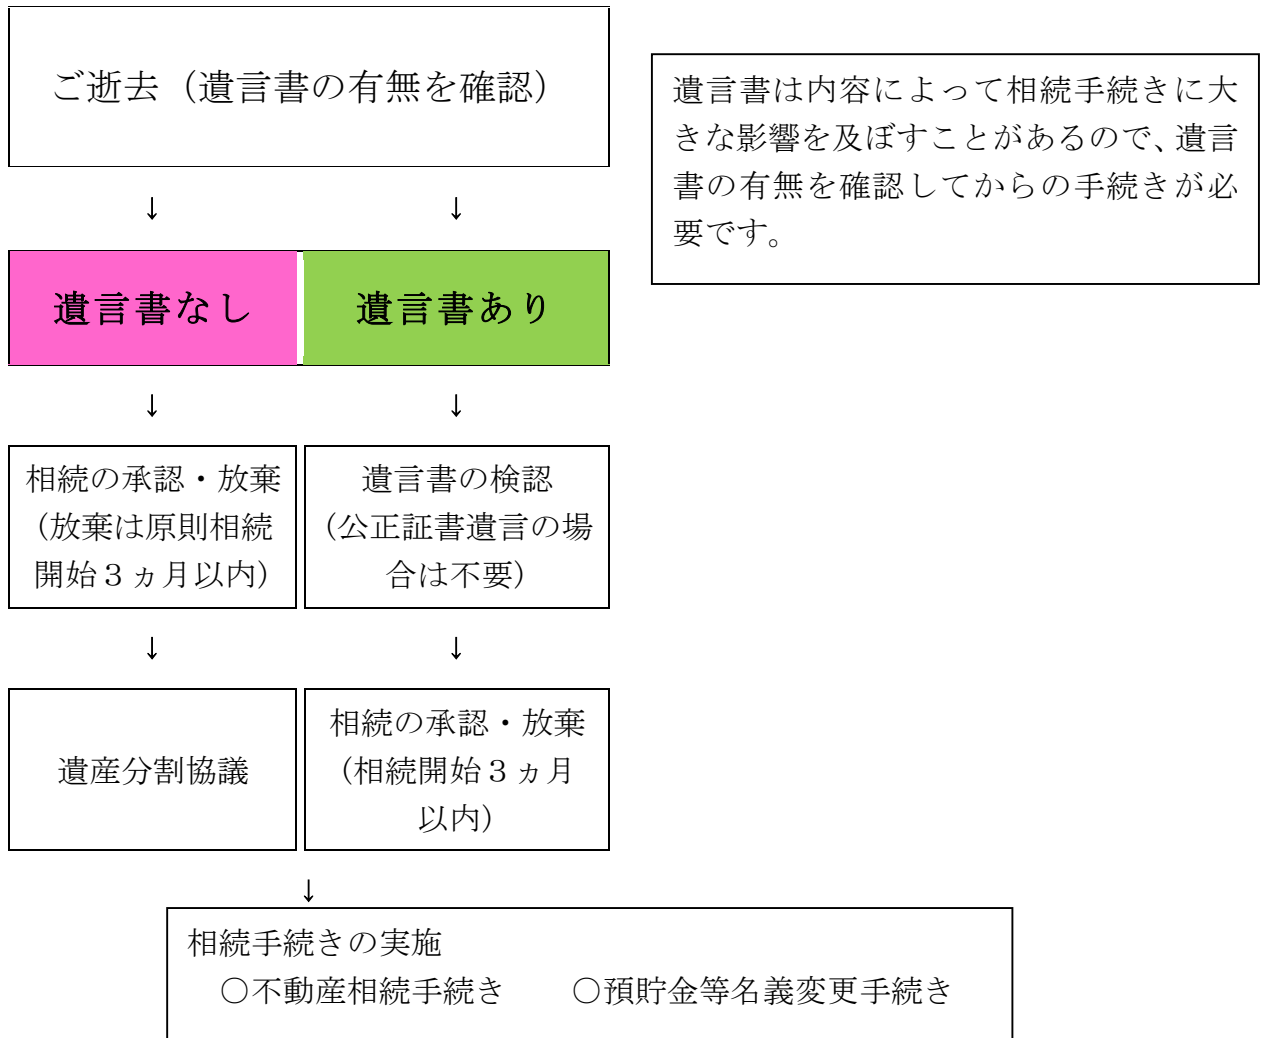 ご逝去（遺言書の有無を確認）
遺言書は内容によって相続手続きに大
きな影響を及ぼすことがあるので、遺言
書の有無を確認してからの手続きが必
要です。
↓ ↓
遺言書なし 遺言書あり
↓ ↓
相続の承認・放棄
（放棄は原則相続
開始３ヵ月以内）
遺言書の検認
（公正証書遺言の場
合は不要）
↓ ↓
遺産分割協議
相続の承認・放棄
（相続開始３ヵ月
以内）
↓
相続手続きの実施
○不動産相続手続き ○預貯金等名義変更手続き